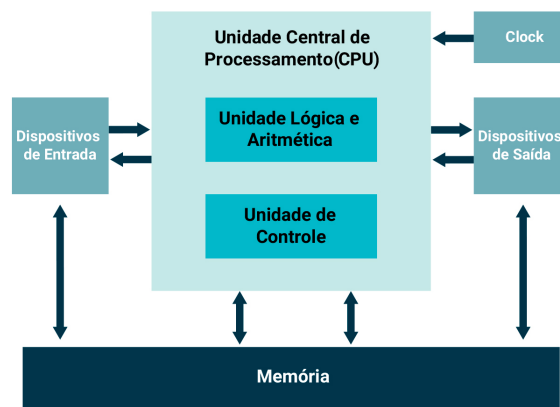 Unidade Central de
Processamento(CPU)
Clock
Unidade Lógica e
Aritmética
Dispositivos
de Entrada
Dispositivos
de Saída
Unidade de
Controle
Memória